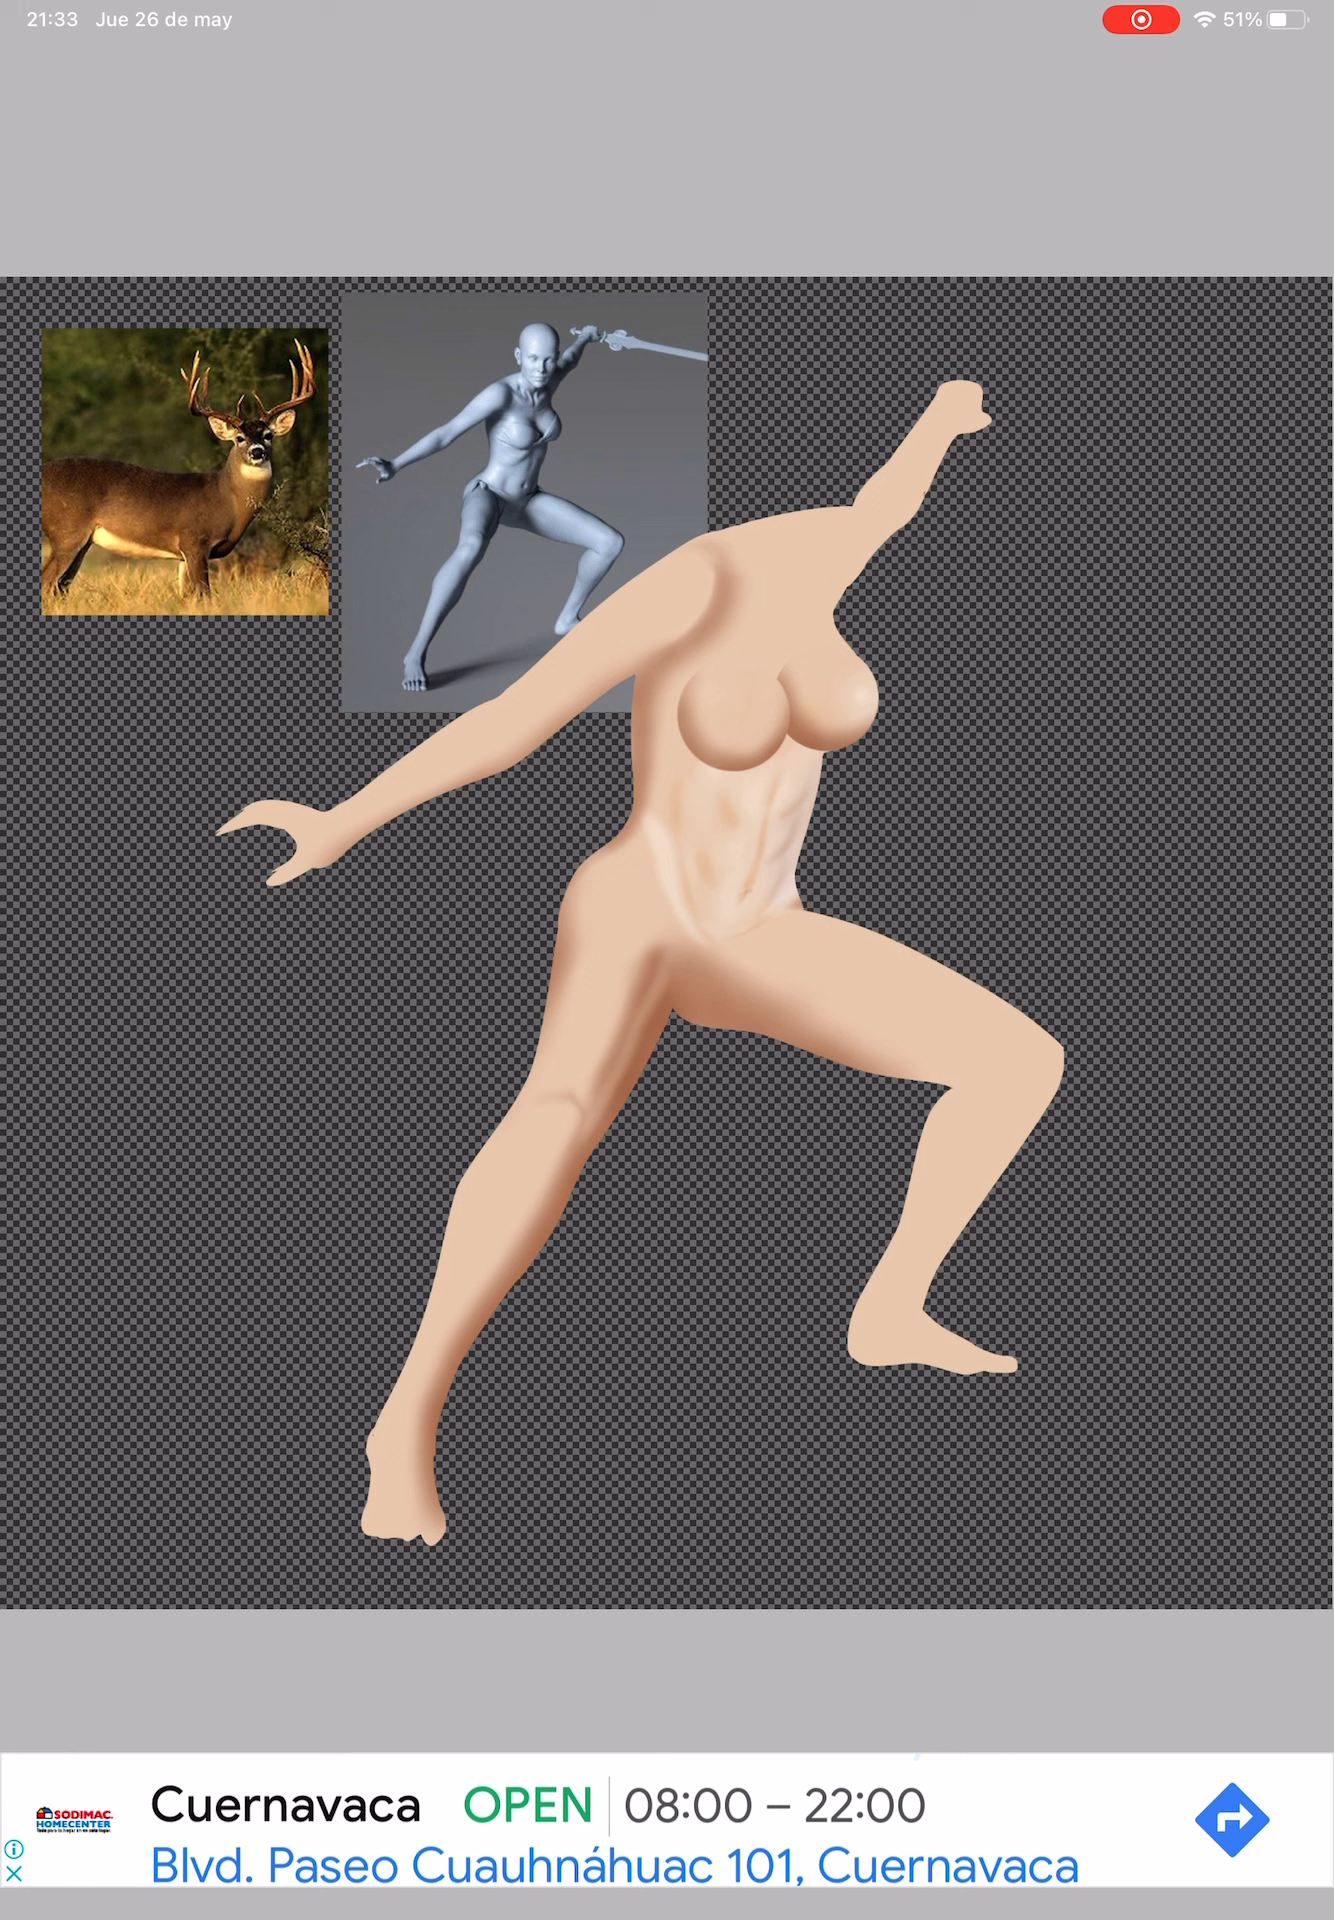 21:33 Jue 26 de may
51%
Cuernavaca OPEN 08:00 – 22:00
SODIMAC.
HOMECENTER
Blvd. Paseo Cuauhnáhuac 101, Cuernavaca